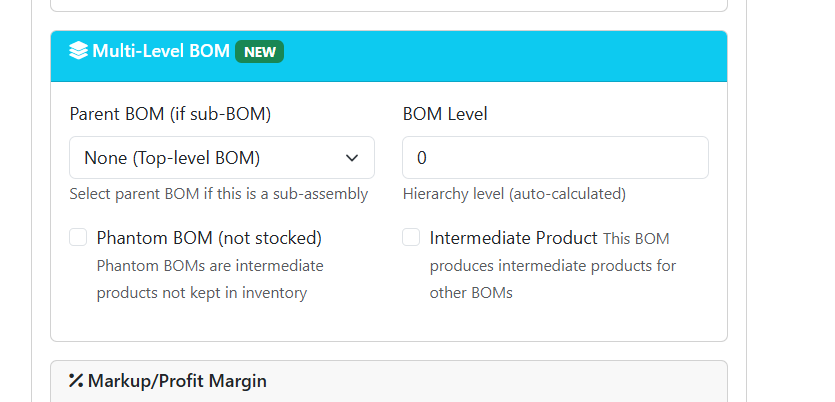 Multi-Level BOM NEW
Parent BOM (if sub-BOM)
BOM Level
None (Top-level BOM)
0
Select parent BOM if this is a sub-assembly
Hierarchy level (auto-calculated)
Phantom BOM (not stocked)
Phantom BOMs are intermediate
products not kept in inventory
Intermediate Product This BOM
produces intermediate products for
other BOMs
Markup/Profit Margin